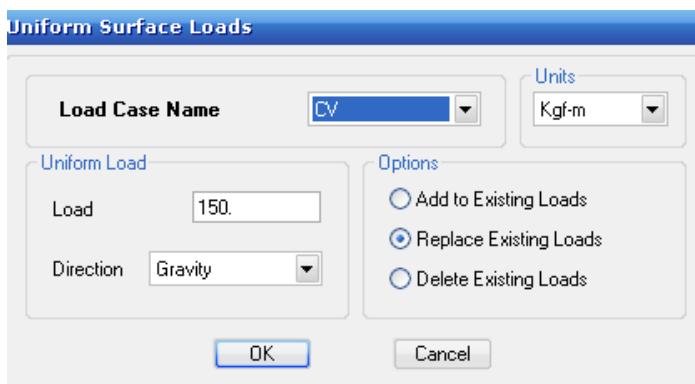 Uniform Surface Loads
Units
Load Case Name CV Kgf-m
Uniform Load Options
Load 150. Add to Existing Loads
Replace Existing Loads
Direction Gravity Delete Existing Loads
OK Cancel